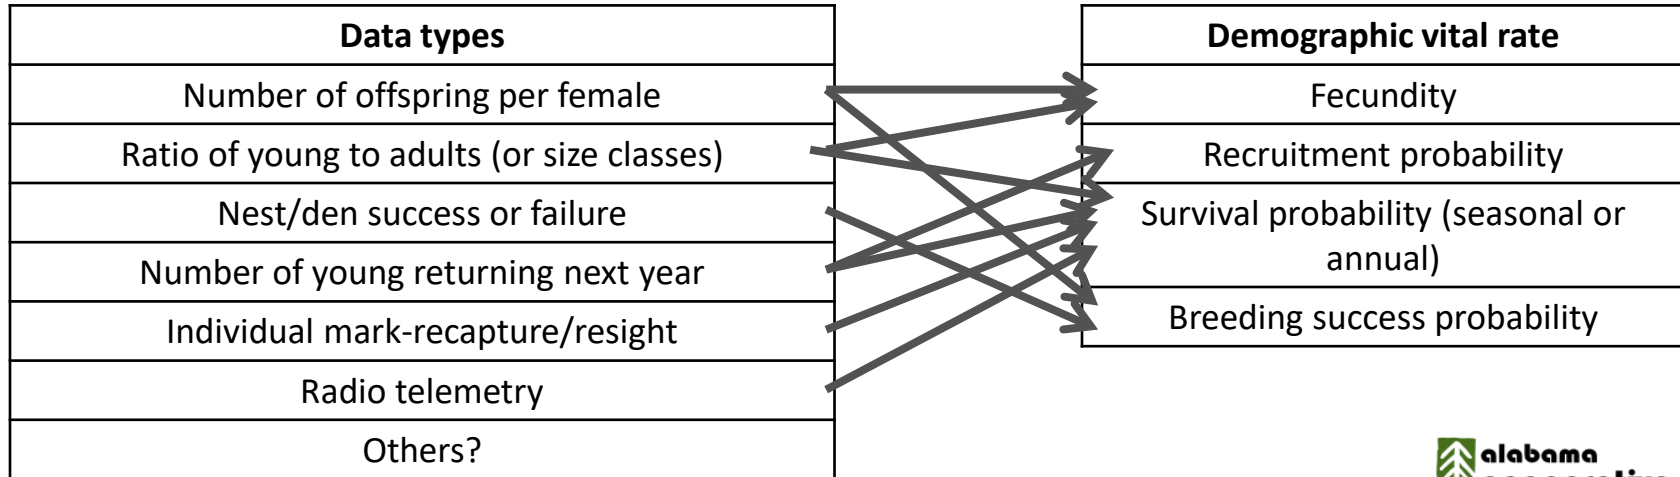 Data types
Number of offspring per female
Ratio of young to adults (or size classes)
Nest/den success or failure
Number of young returning next year
Individual mark-recapture/resight
Radio telemetry
Others?
Demographic vital rate
Fecundity
Recruitment probability
Survival probability (seasonal or
annual)
Breeding success probability
alabama